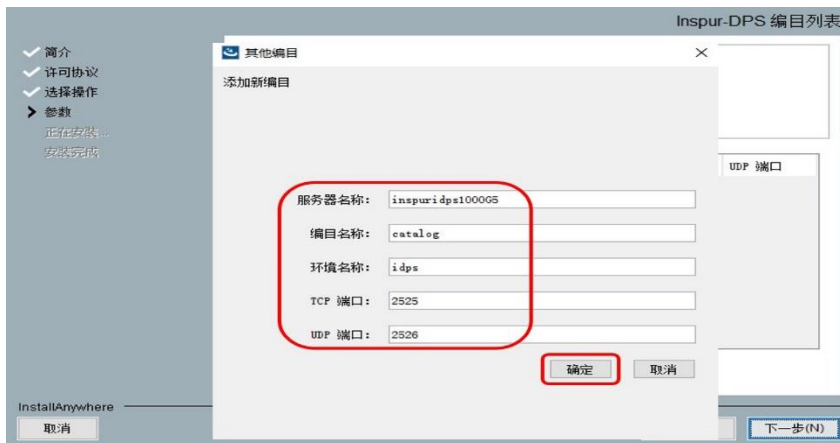 Inspur-DPS 编目列表
简介
许可协议
选择操作
参数
正在安装...
安装完成
其他编目
添加新编目
服务器名称: inspuridps1000G5
编目名称: catalog
环境名称: idps
TCP 端口: 2525
UDP 端口: 2526
确定
取消
UDP 端口
InstallAnywhere
取消
下一步(N)